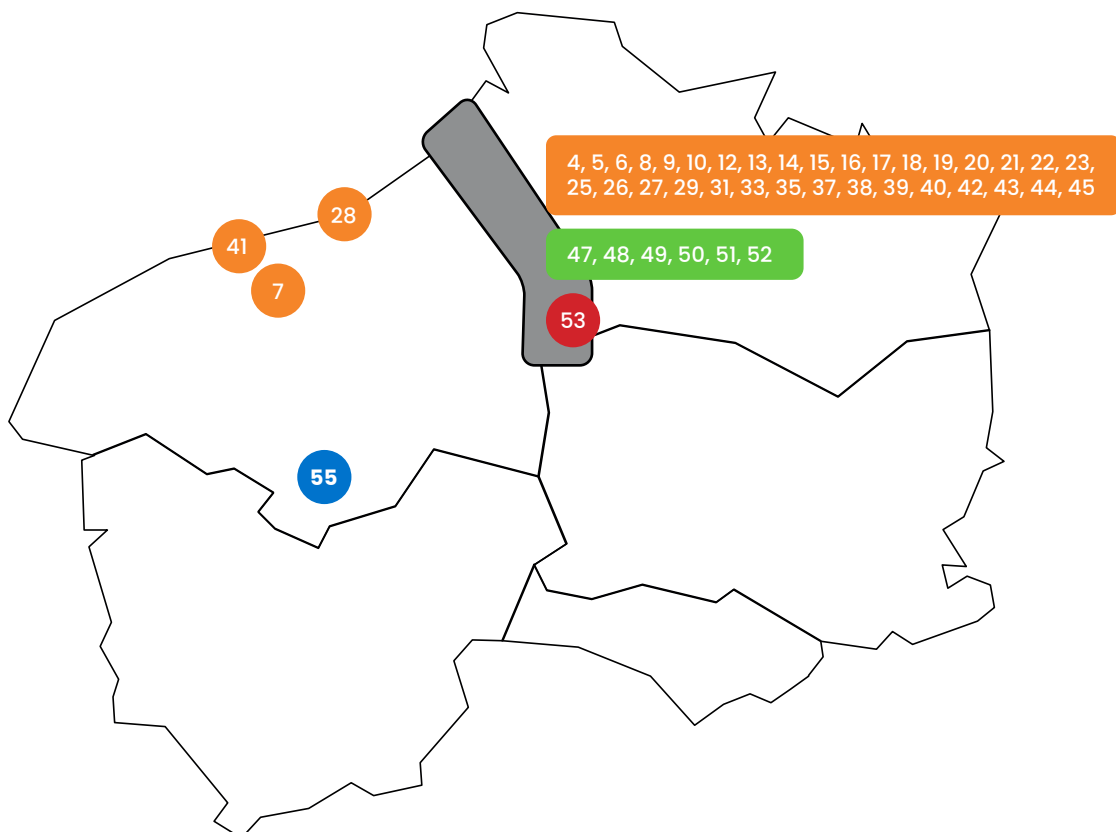 4, 5, 6, 8, 9, 10, 12, 13, 14, 15, 16, 17, 18, 19, 20, 21, 22, 23,
25, 26, 27, 29, 31, 33, 35, 37, 38, 39, 40, 42, 43, 44, 45
28
41
47, 48, 49, 50, 51, 52
7
53
55